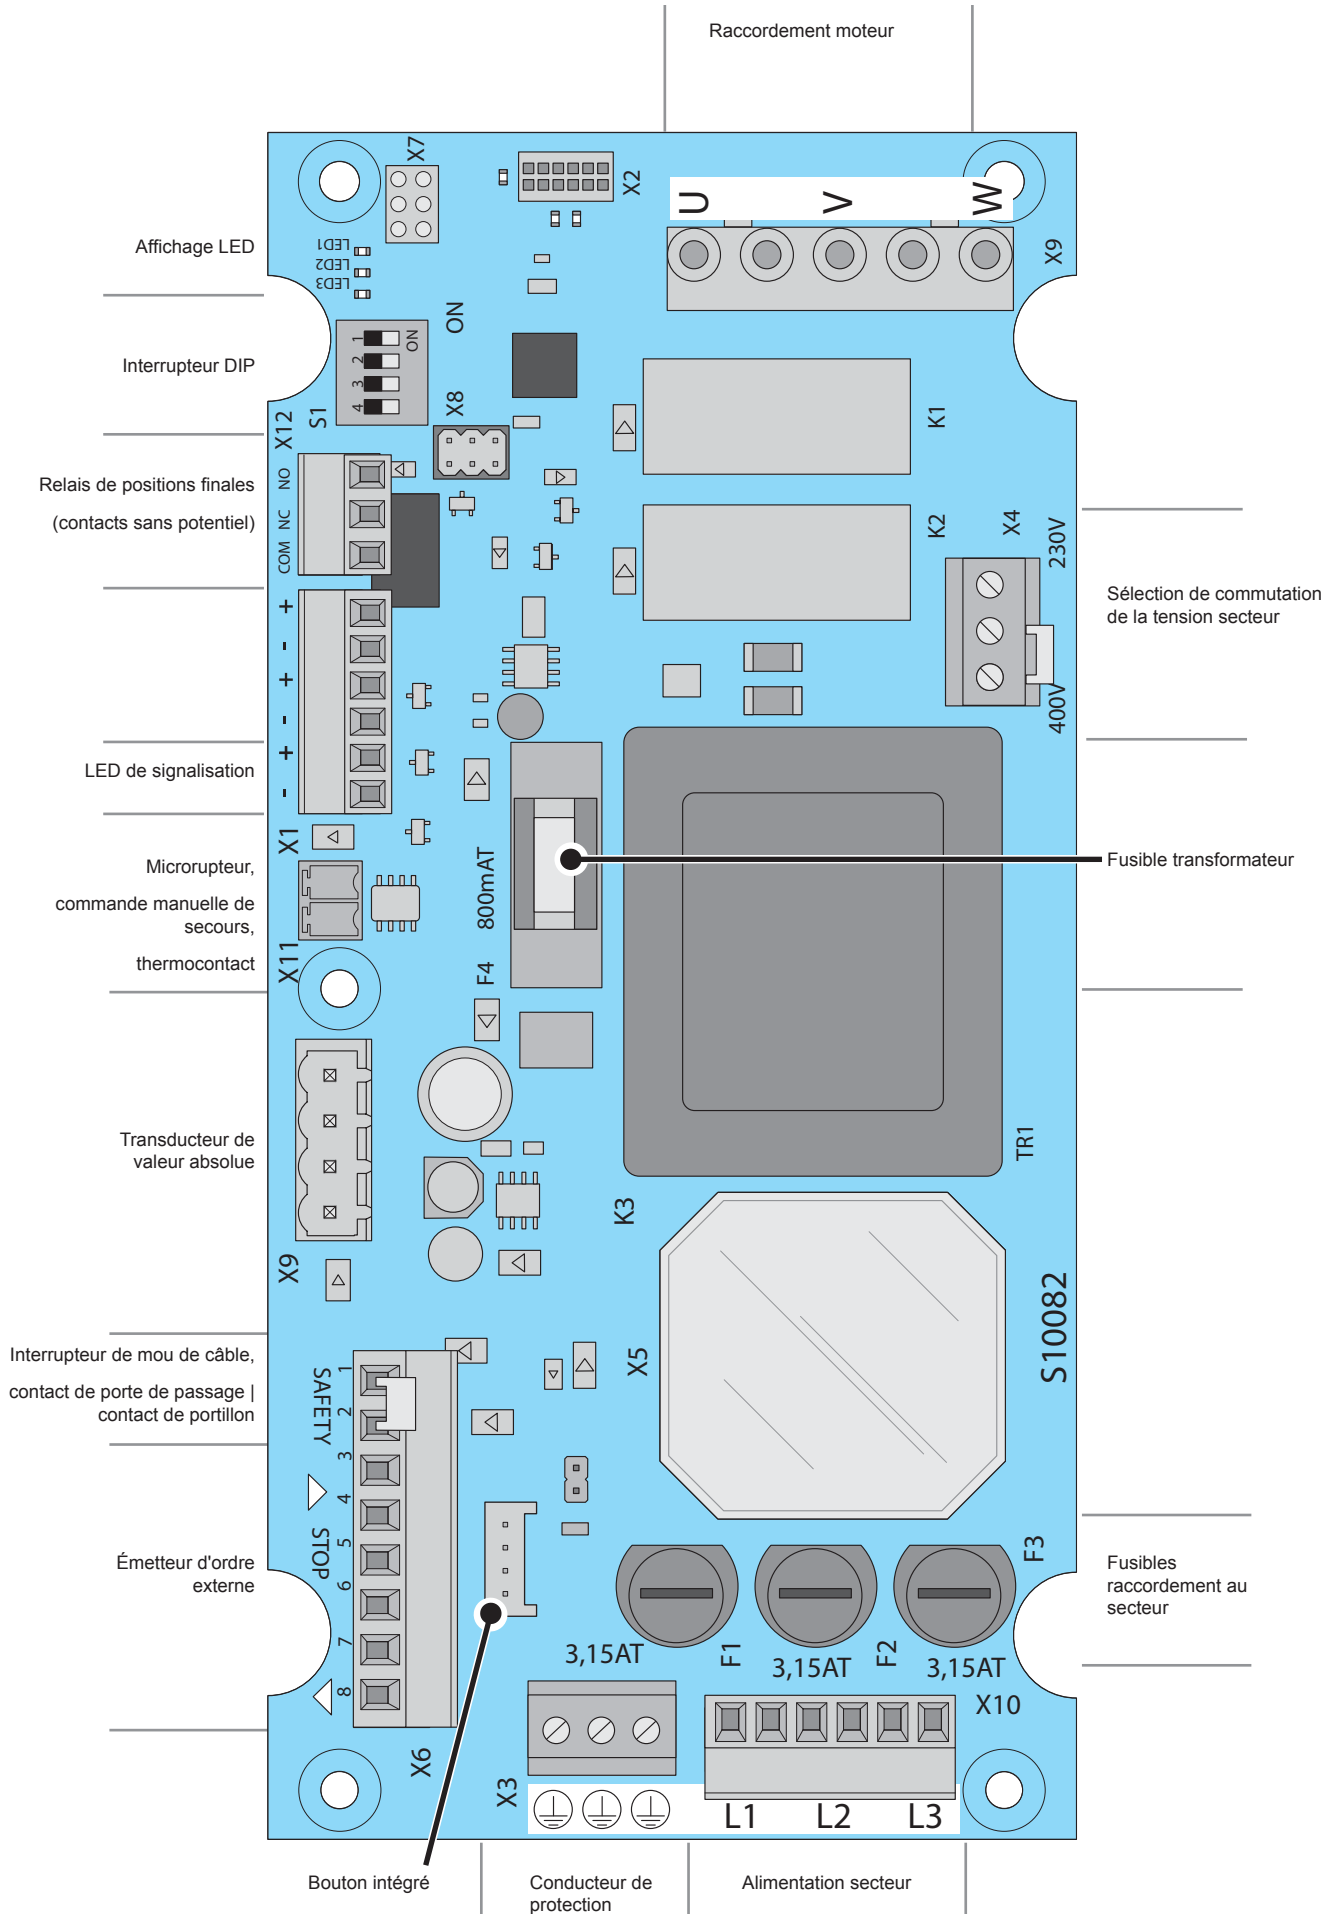 Raccordement moteur
X7
X2
U V W
X9
Affichage LED
LED1
LED2
LED3
ON
1
2
3
4
ON
Interrupteur DIP
S1
X8
X12
K1
Relais de positions finales
(contacts sans potentiel)
NO
NC
COM
K2
X4
230V
400V
Sélection de commutation
de la tension secteur
+
-
+
-
+
-
LED de signalisation
X1
Microrupteur,
commande manuelle de
secours,
thermocontact
X11
800mAT
F4
Fusible transformateur
TR1
Transducteur de
valeur absolue
X9
K3
S10082
X5
Interrupteur de mou de câble,
contact de porte de passage |
contact de portillon
SAFETY
1
2
3
4
5
6
7
8
STOP
Émetteur d'ordre
externe
F3
Fusibles
raccordement au
secteur
3,15AT
F1
3,15AT
F2
3,15AT
X10
X6
X3
L1 L2 L3
Bouton intégré
Conducteur de
protection
Alimentation secteur